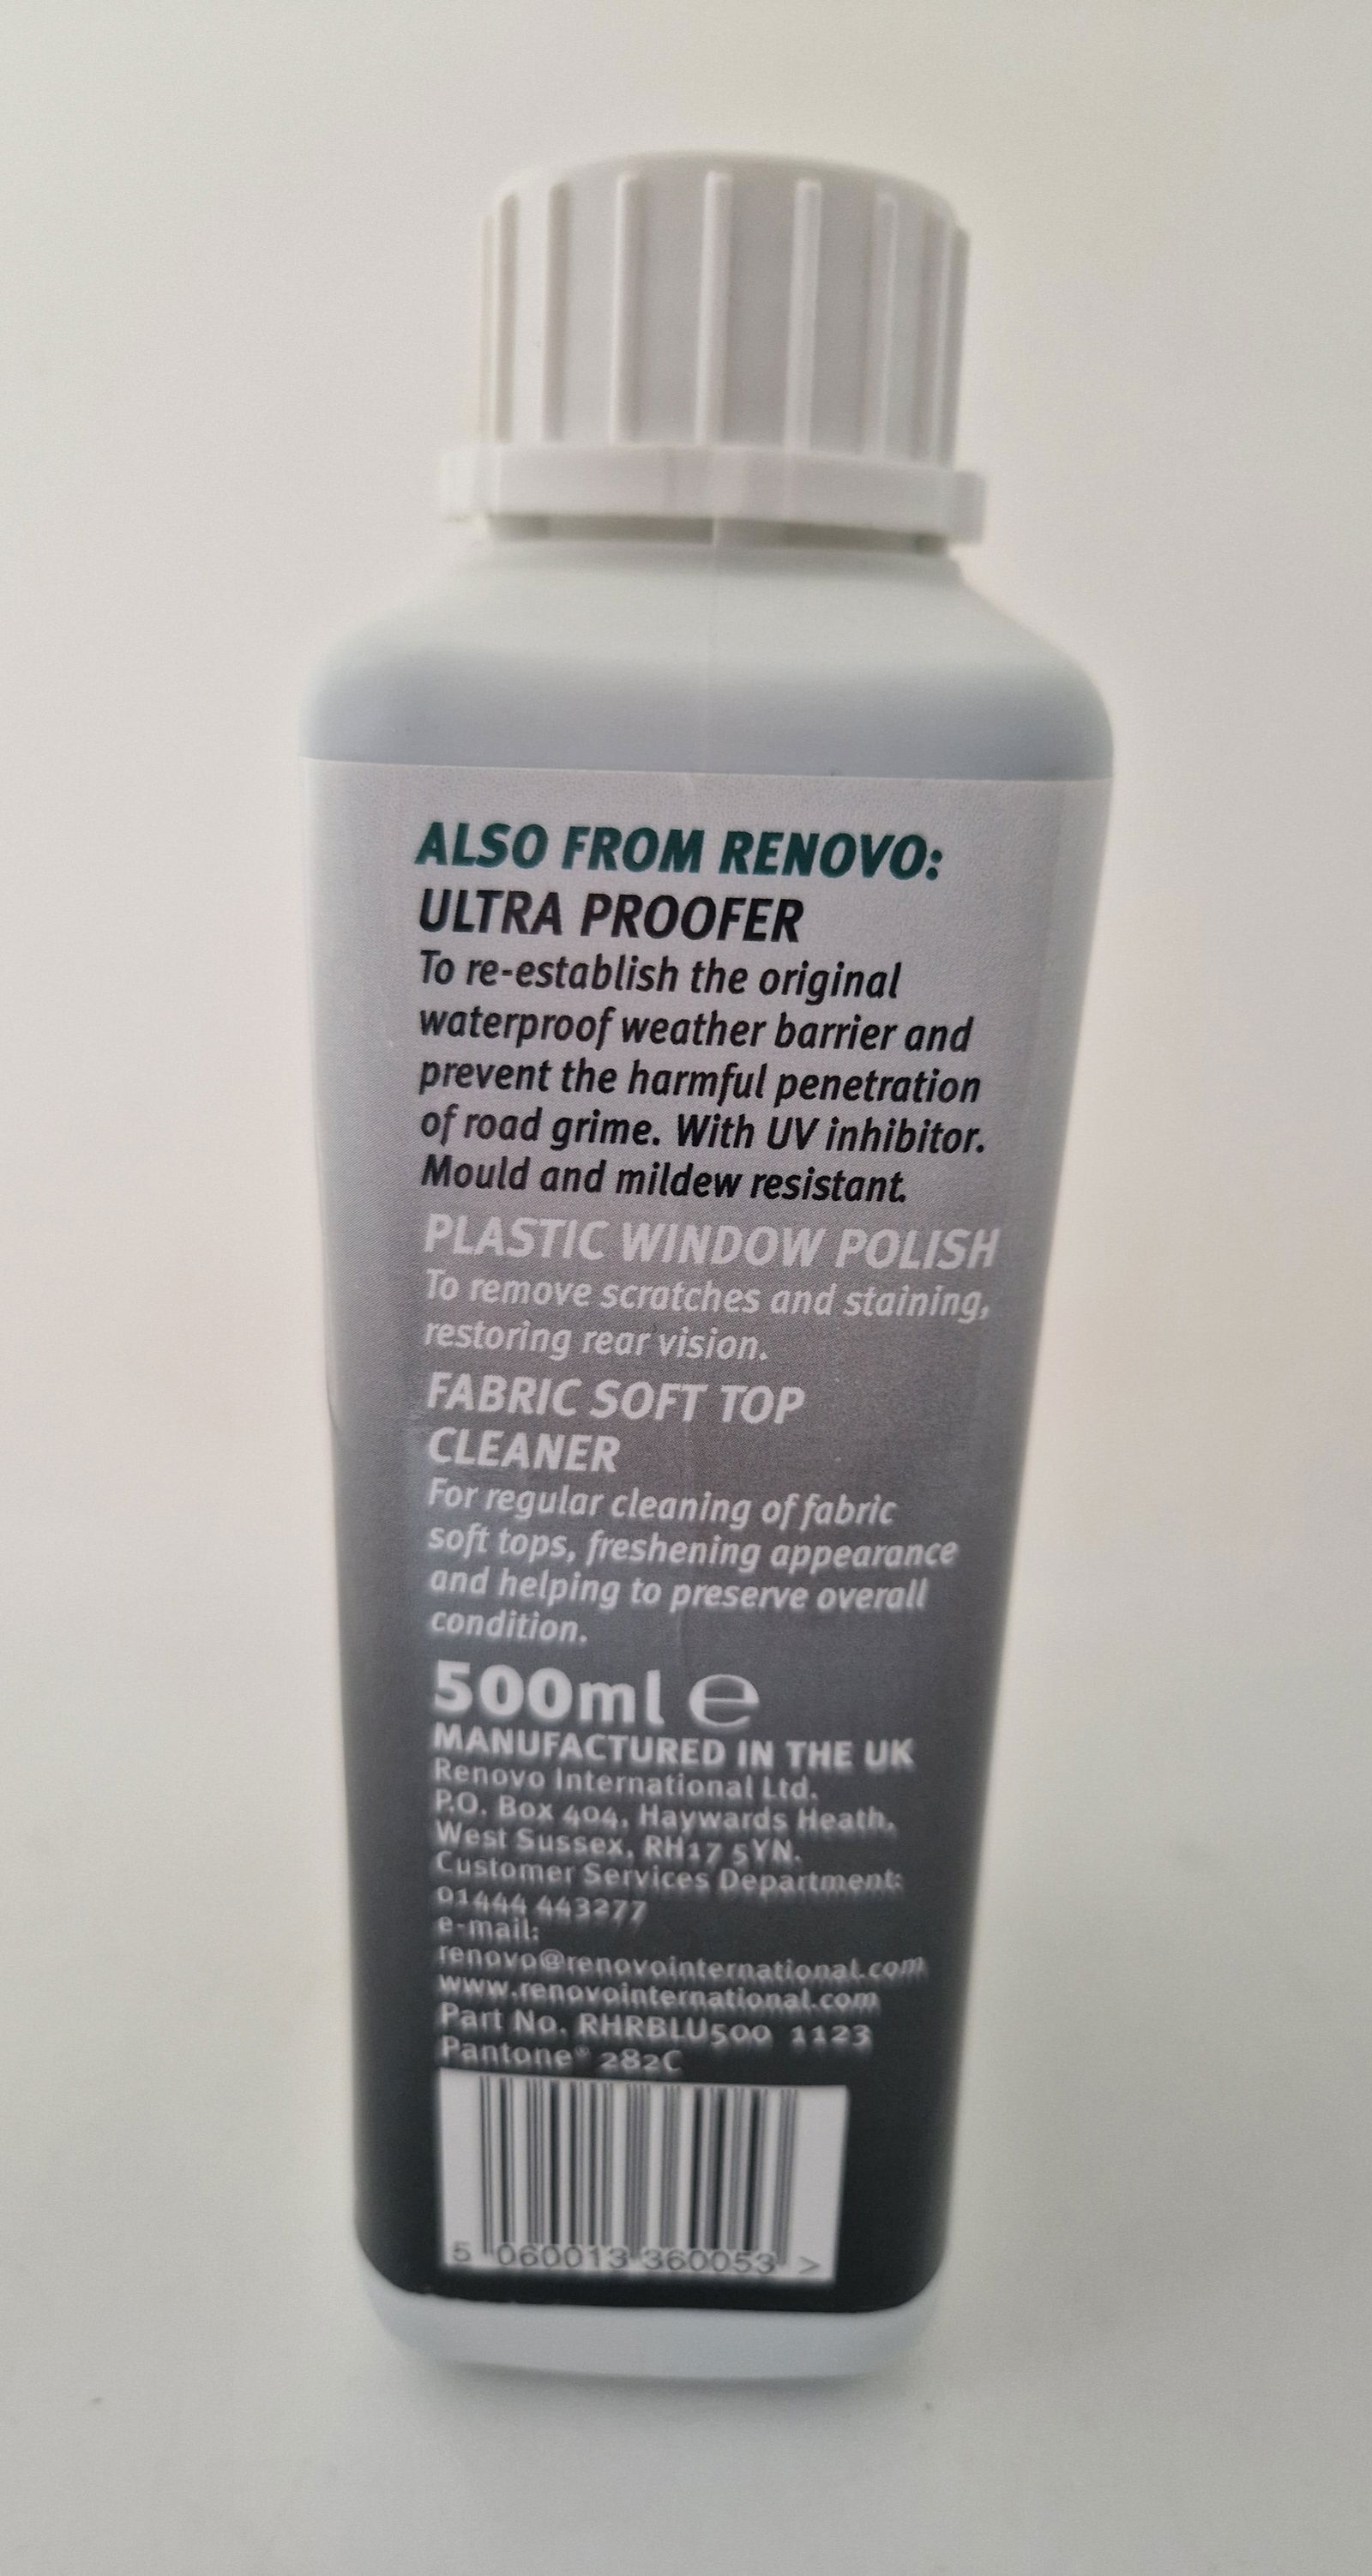 ALSO FROM RENOVO:
ULTRA PROOFER
To re-establish the original
waterproof weather barrier and
prevent the harmful penetration
of road grime. With UV inhibitor.
Mould and mildew resistant.
PLASTIC WINDOW POLISH
To remove scratches and staining,
restoring rear vision.
FABRIC SOFT TOP
CLEANER
For regular cleaning of fabric
soft tops, freshening appearance
and helping to preserve overall
condition.
500ml ℮
MANUFACTURED IN THE UK
Renovo International Ltd.
P.O. Box 404, Haywards Heath,
West Sussex, RH17 5YN.
Customer Services Department:
01444 443277
e-mail:
renovo@renovointernational.com
www.renovointernational.com
Part No. RHRBLU500 1123
Pantone® 282C
5 060013 360053 >